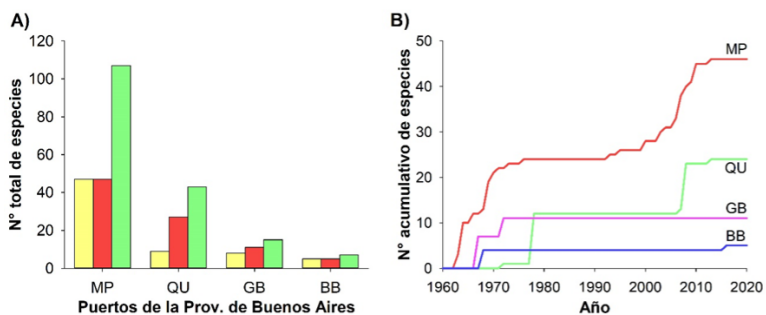 A)
N° total de especies
120
100
80
60
40
20
0
MP QU GB BB
Puertos de la Prov. de Buenos Aires
B)
N° acumulativo de especies
50
40
30
20
10
0
MP
QU
GB
BB
1960 1970 1980 1990 2000 2010 2020
Año